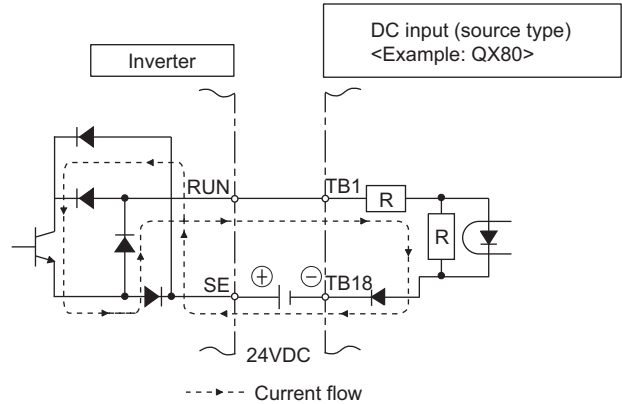 DC input (source type)
<Example: QX80>
Inverter
RUN
TB1
R
R
SE
+
−
TB18
24VDC
Current flow